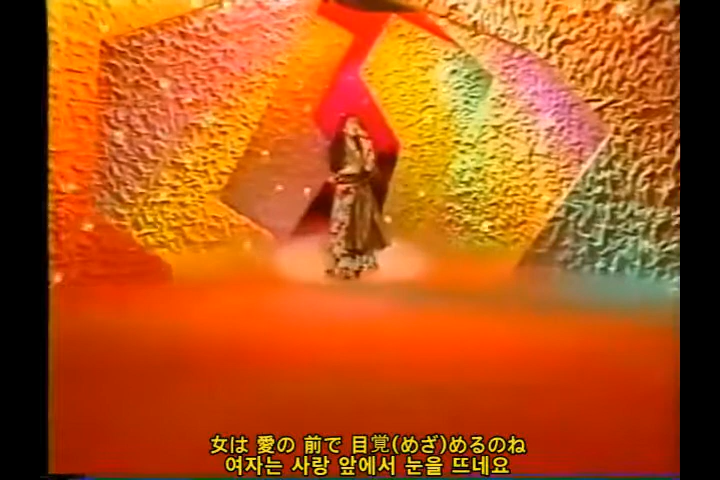 女は 愛の 前で 目覚(めざ)めるのね
여자는 사랑 앞에서 눈을 뜨네요